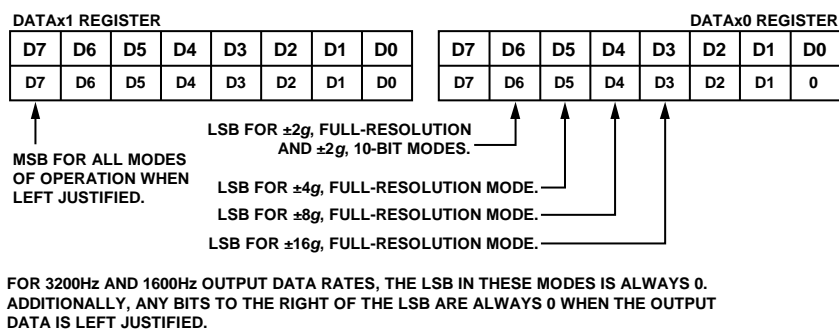 DATAx1 REGISTER
DATAx0 REGISTER
D7 D6 D5 D4 D3 D2 D1 D0
D7 D6 D5 D4 D3 D2 D1 D0
D7 D6 D5 D4 D3 D2 D1 D0
D7 D6 D5 D4 D3 D2 D1 0
MSB FOR ALL MODES
OF OPERATION WHEN
LEFT JUSTIFIED.
LSB FOR ±2g, FULL-RESOLUTION
AND ±2g, 10-BIT MODES.
LSB FOR ±4g, FULL-RESOLUTION MODE.
LSB FOR ±8g, FULL-RESOLUTION MODE.
LSB FOR ±16g, FULL-RESOLUTION MODE.
FOR 3200Hz AND 1600Hz OUTPUT DATA RATES, THE LSB IN THESE MODES IS ALWAYS 0.
ADDITIONALLY, ANY BITS TO THE RIGHT OF THE LSB ARE ALWAYS 0 WHEN THE OUTPUT
DATA IS LEFT JUSTIFIED.